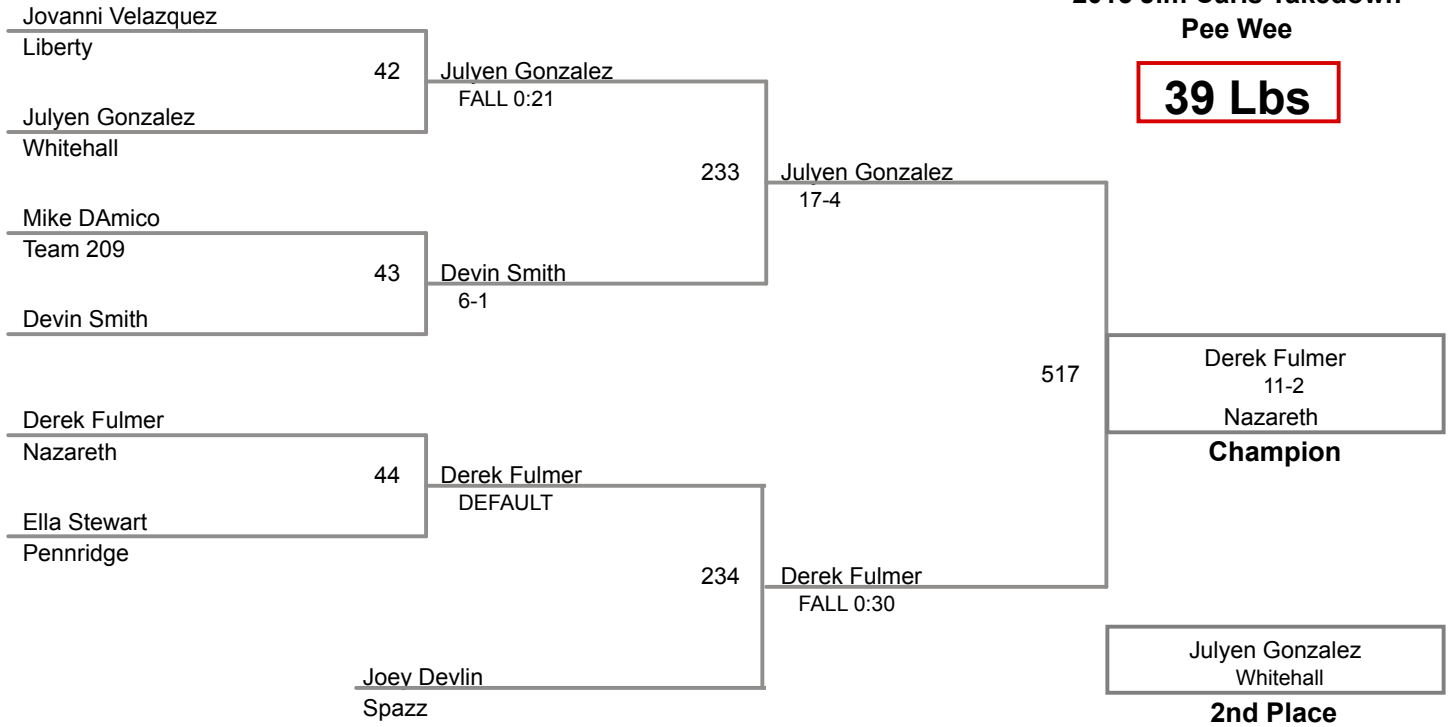 Jim Takedown
Pee Wee
39 Lbs
Jovanni Velazquez
Liberty
42
Julyen Gonzalez
FALL 0:21
Julyen Gonzalez
Whitehall
233
Julyen Gonzalez
17-4
Mike DAmico
Team 209
43
Devin Smith
6-1
Devin Smith
517
Derek Fulmer
11-2
Nazareth
Champion
Derek Fulmer
Nazareth
44
Derek Fulmer
DEFAULT
Ella Stewart
Pennridge
234
Derek Fulmer
FALL 0:30
Joey Devlin
Spazz
Julyen Gonzalez
Whitehall
2nd Place